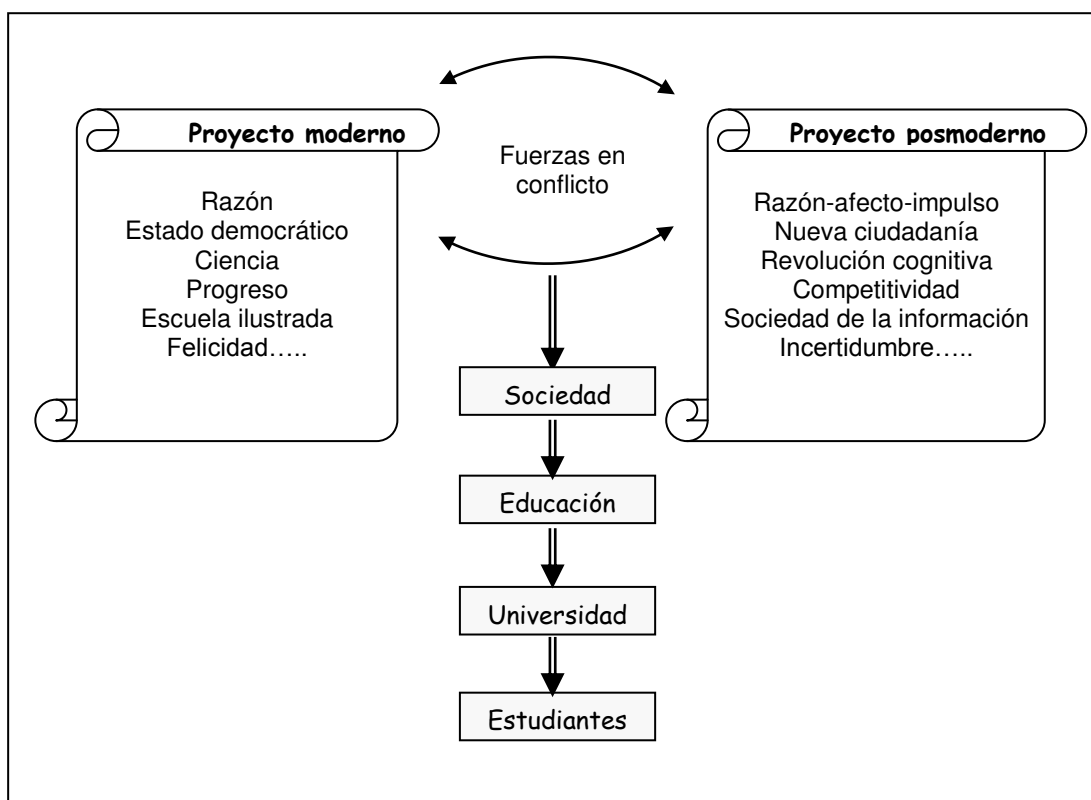 Proyecto moderno
Razón
Estado democrático
Ciencia
Progreso
Escuela ilustrada
Felicidad…..
Fuerzas en
conflicto
Proyecto posmoderno
Razón-afecto-impulso
Nueva ciudadanía
Revolución cognitiva
Competitividad
Sociedad de la información
Incertidumbre…..
Sociedad
Educación
Universidad
Estudiantes